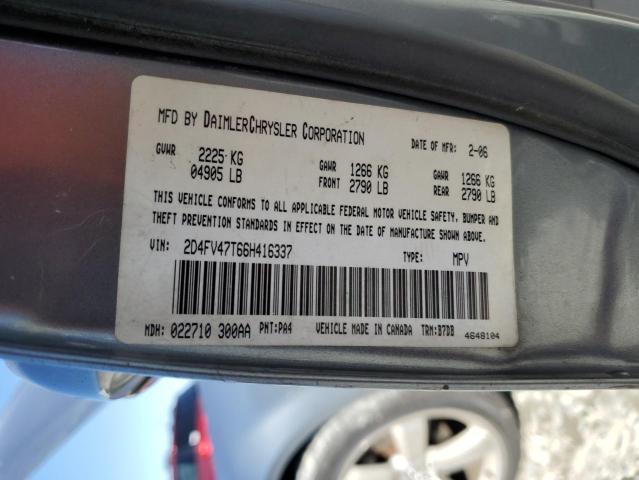 MFD BY DAIMLERCHRYSLER CORPORATION DATE OF MFR: 2-06
GVWR 2225 KG GAWR 1266 KG GAWR 1266 KG
04905 LB FRONT 2790 LB REAR 2790 LB
THIS VEHICLE CONFORMS TO ALL APPLICABLE FEDERAL MOTOR VEHICLE SAFETY, BUMPER AND
THEFT PREVENTION STANDARDS IN EFFECT ON THE DATE OF MANUFACTURE SHOWN ABOVE.
VIN: 2D4FV47T66H416337 TYPE: MPV
MDH: 022710 300AA PNT:PA4 VEHICLE MADE IN CANADA TRM:B7DB 4648104